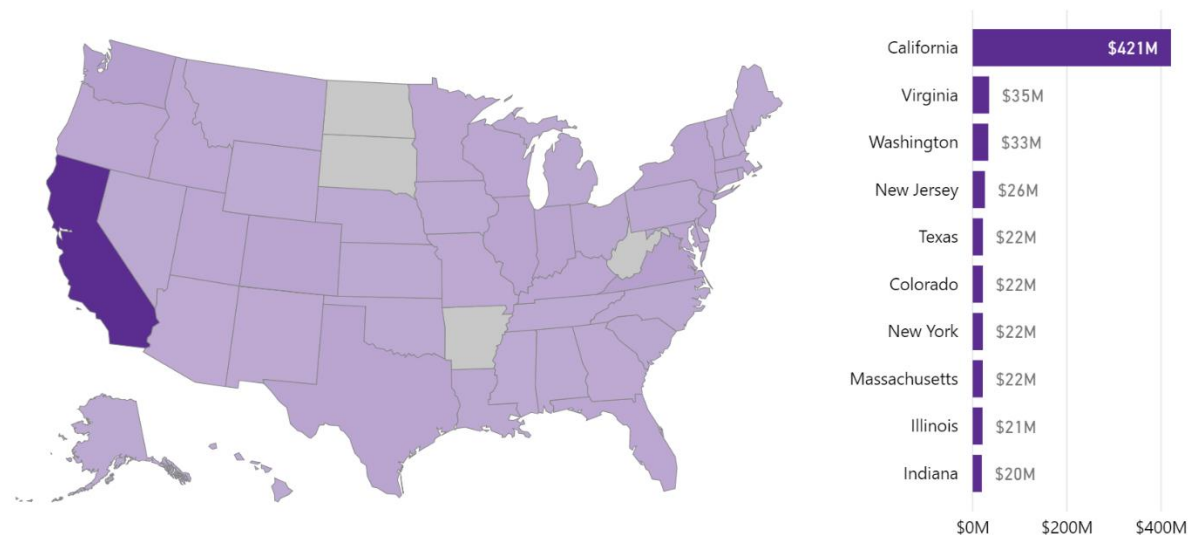 California $421M
Virginia $35M
Washington $33M
New Jersey $26M
Texas $22M
Colorado $22M
New York $22M
Massachusetts $22M
Illinois $21M
Indiana $20M
$0M $200M $400M